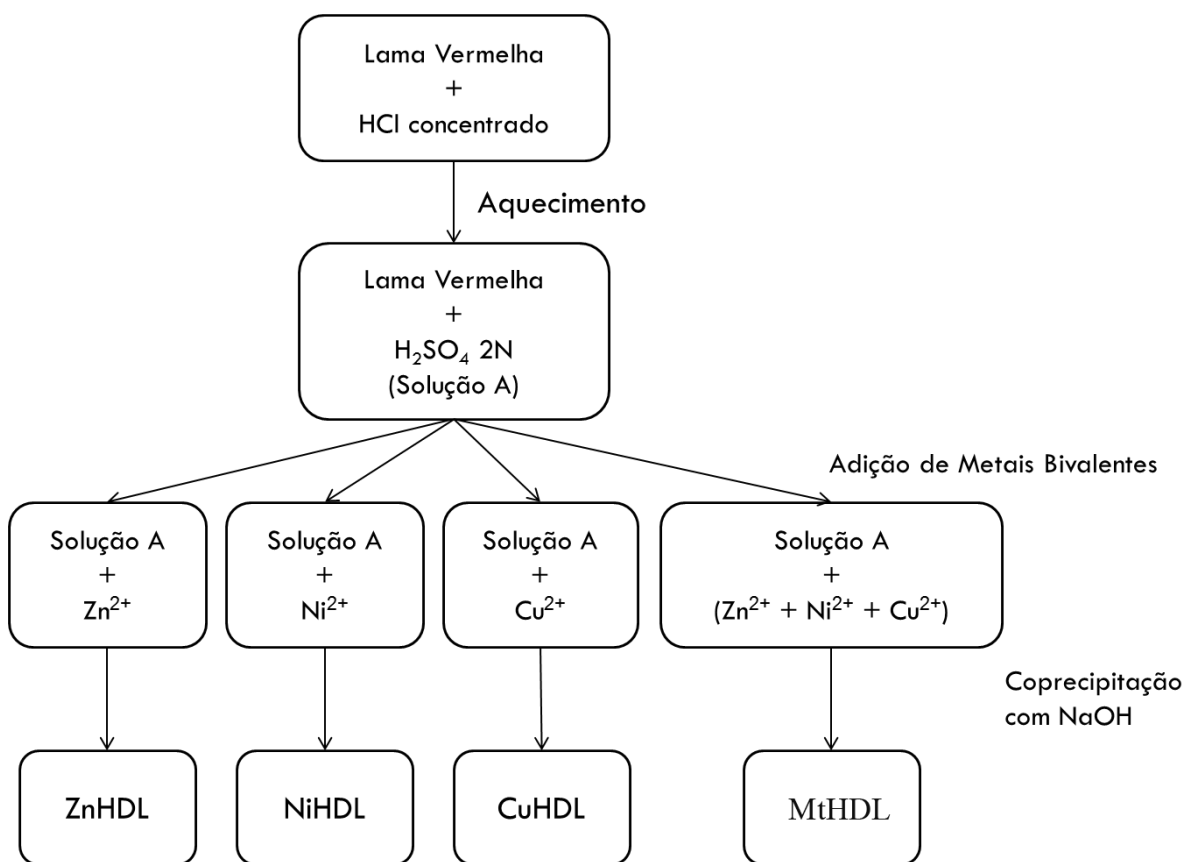 Lama Vermelha
+
HCl concentrado
Aquecimento
Lama Vermelha
+
H₂SO₄ 2N
(Solução A)
Adição de Metais Bivalentes
Solução A
+
Zn²⁺
Solução A
+
Ni²⁺
Solução A
+
Cu²⁺
Solução A
+
(Zn²⁺ + Ni²⁺ + Cu²⁺)
Coprecipitação
com NaOH
ZnHDL
NiHDL
CuHDL
MtHDL